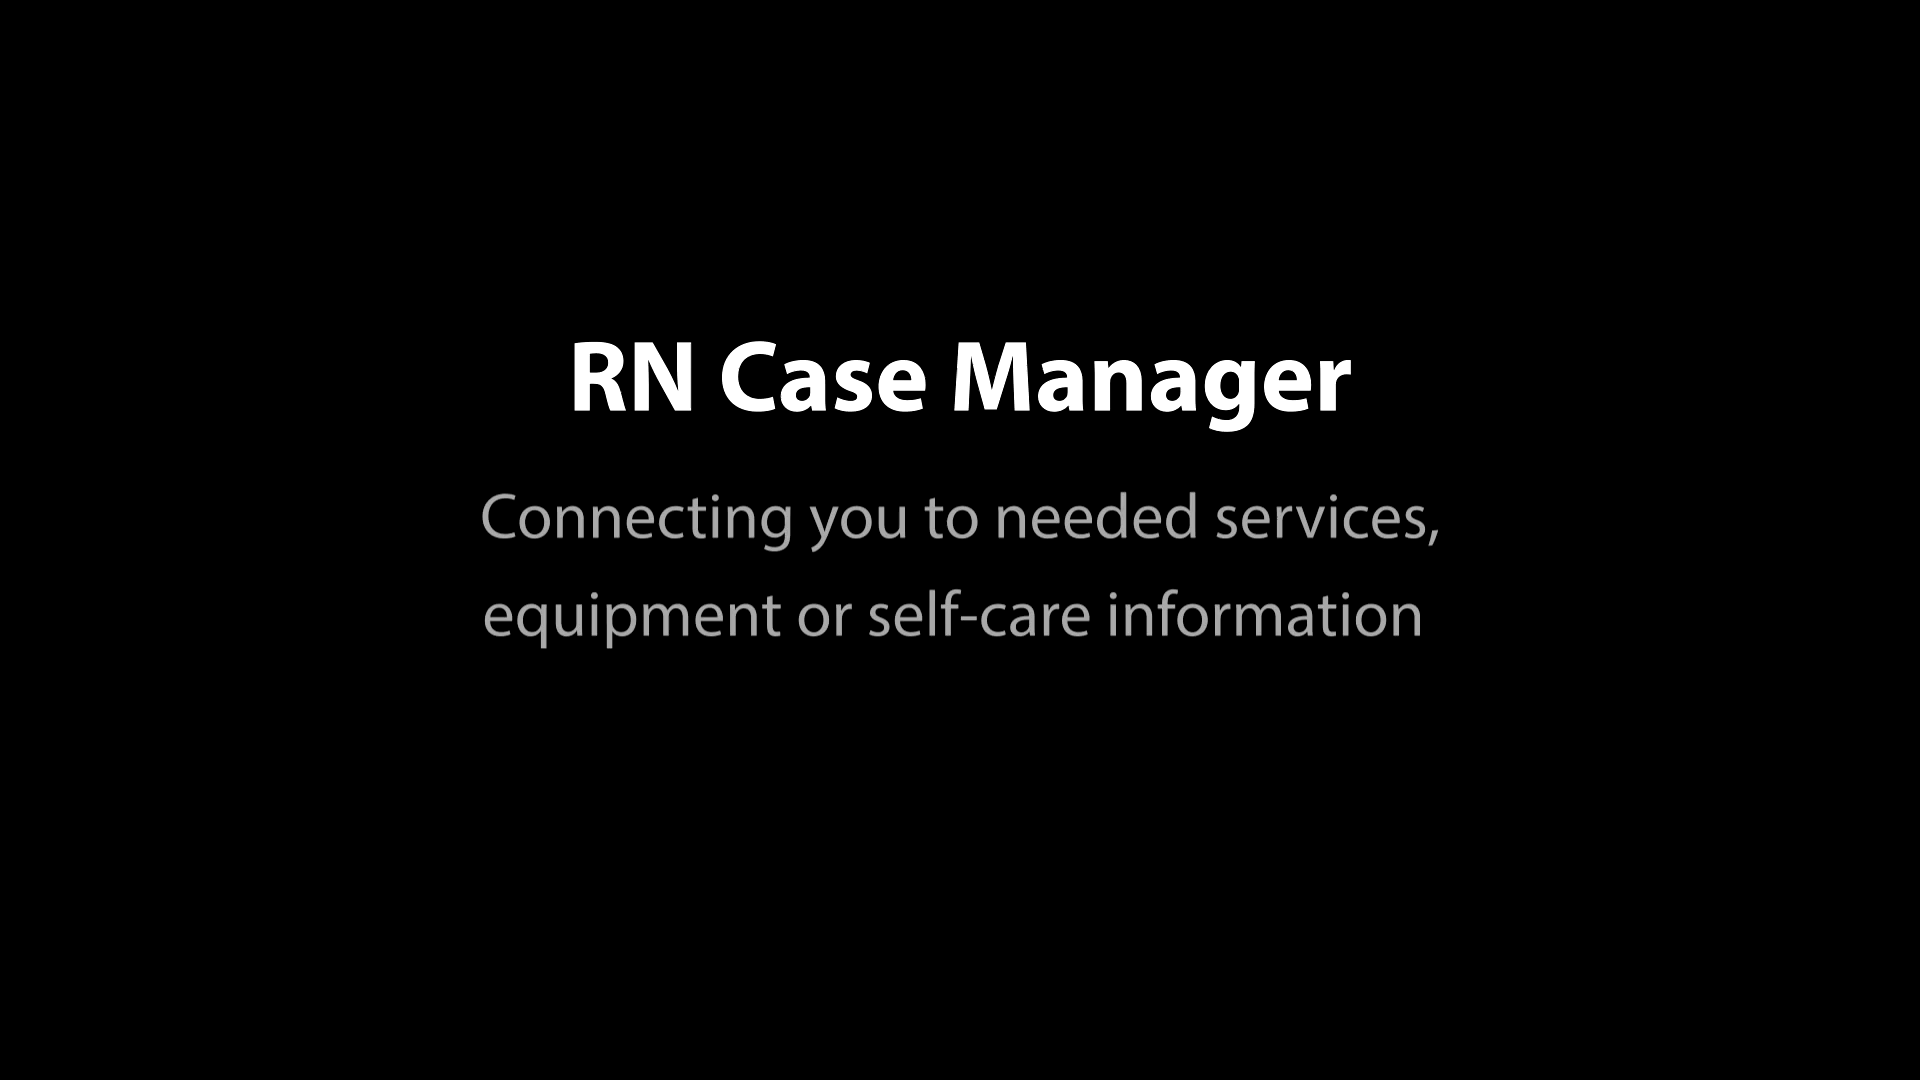 RN Case Manager
Connecting you to needed services,
equipment or self-care information